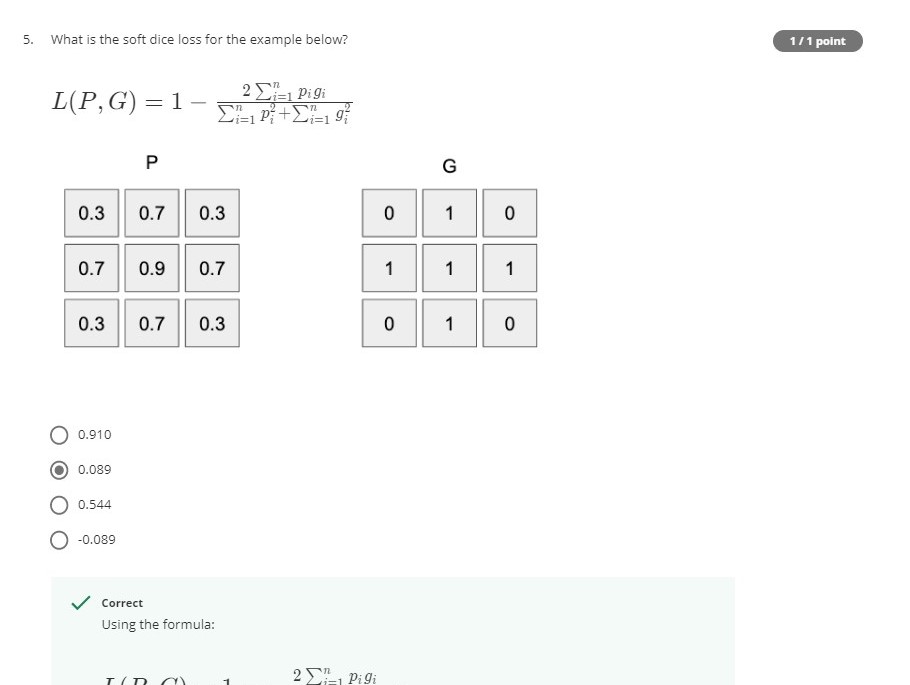 5. What is the soft dice loss for the example below?
1 / 1 point
L(P, G) = 1 − \frac{2 \sum_{i=1}^{n} p_i g_i}{\sum_{i=1}^{n} p_i^2 + \sum_{i=1}^{n} g_i^2}
P G
0.3 0.7 0.3 0 1 0
0.7 0.9 0.7 1 1 1
0.3 0.7 0.3 0 1 0
0.910
0.089
0.544
-0.089
Correct
Using the formula:
L(P, G) 1 2 \sum_{i=1}^{n} p_i g_i